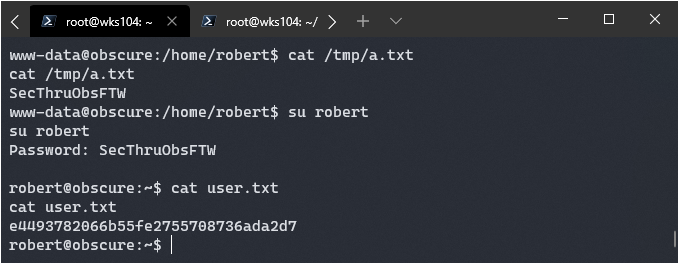 root@wks104: ~
root@wks104: ~/
www-data@obscure:/home/robert$ cat /tmp/a.txt
cat /tmp/a.txt
SecThruObsFTW
www-data@obscure:/home/robert$ su robert
su robert
Password: SecThruObsFTW
robert@obscure:~$ cat user.txt
cat user.txt
e4493782066b55fe2755708736ada2d7
robert@obscure:~$